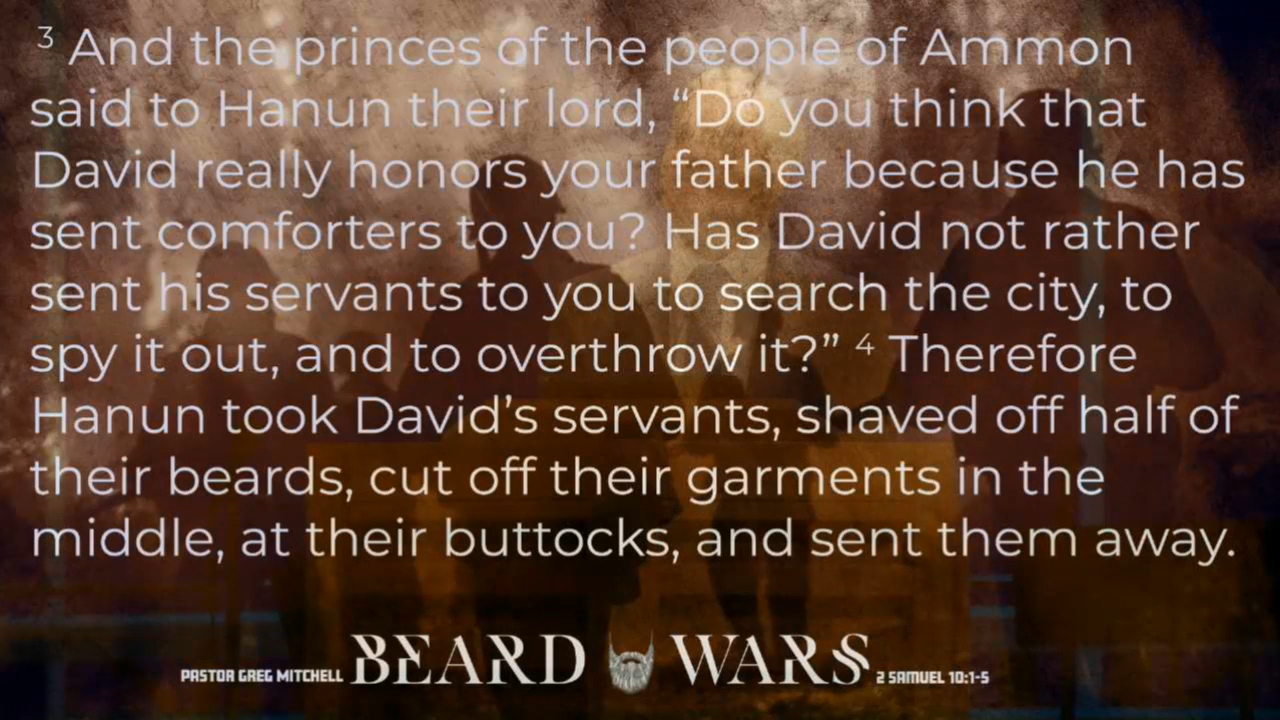 3 And the princes of the people of Ammon
said to Hanun their lord, “Do you think that
David really honors your father because he has
sent comforters to you? Has David not rather
sent his servants to you to search the city, to
spy it out, and to overthrow it?” 4 Therefore
Hanun took David’s servants, shaved off half of
their beards, cut off their garments in the
middle, at their buttocks, and sent them away.
PASTOR GREG MITCHELL BEARD WARS 2 SAMUEL 10:1-5